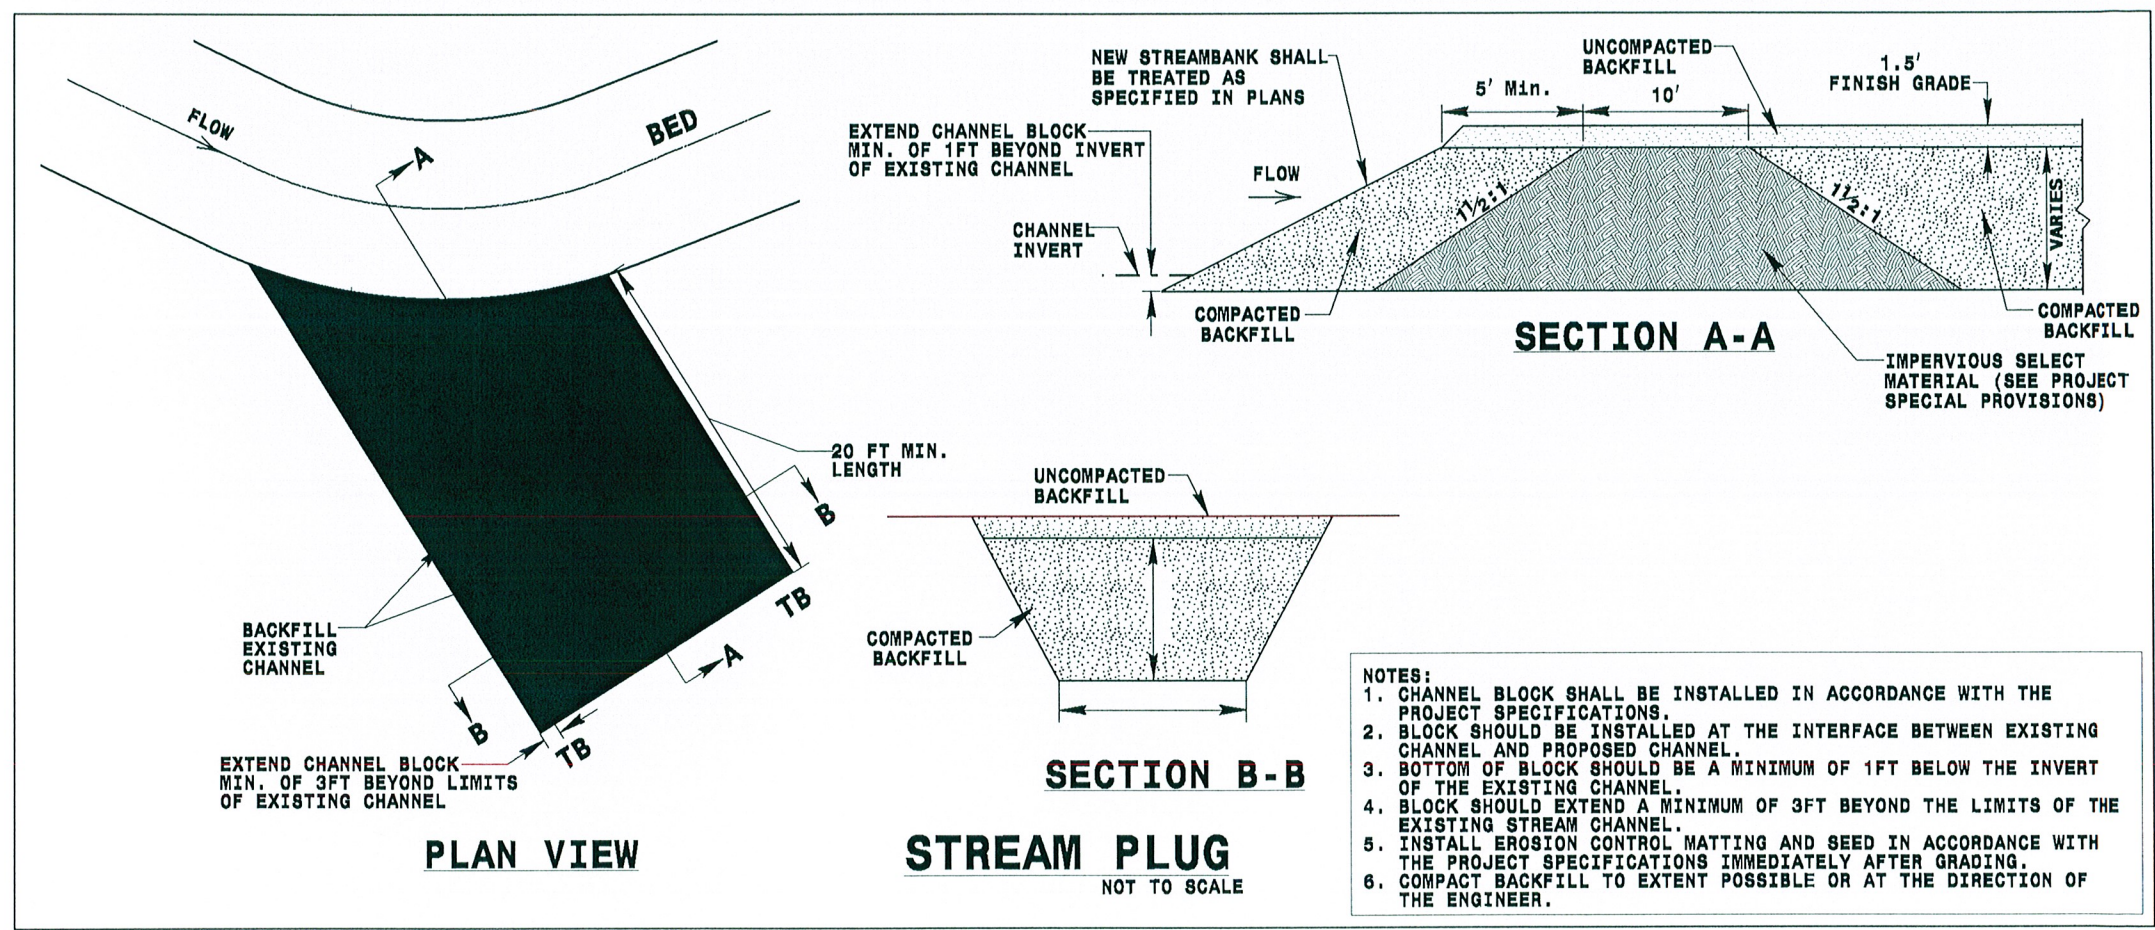 FLOW
BED
A
20 FT MIN.
LENGTH
B
TB
A
BACKFILL
EXISTING
CHANNEL
B
TB
EXTEND CHANNEL BLOCK
MIN. OF 3FT BEYOND LIMITS
OF EXISTING CHANNEL
PLAN VIEW
NEW STREAMBANK SHALL
BE TREATED AS
SPECIFIED IN PLANS
UNCOMPACTED
BACKFILL
5' Min.
10'
1.5'
FINISH GRADE
EXTEND CHANNEL BLOCK
MIN. OF 1FT BEYOND INVERT
OF EXISTING CHANNEL
FLOW
CHANNEL
INVERT
1½:1
1½:1
VARIES
COMPACTED
BACKFILL
COMPACTED
BACKFILL
SECTION A-A
IMPERVIOUS SELECT
MATERIAL (SEE PROJECT
SPECIAL PROVISIONS)
UNCOMPACTED
BACKFILL
COMPACTED
BACKFILL
SECTION B-B
STREAM PLUG
NOT TO SCALE
NOTES:
1. CHANNEL BLOCK SHALL BE INSTALLED IN ACCORDANCE WITH THE
PROJECT SPECIFICATIONS.
2. BLOCK SHOULD BE INSTALLED AT THE INTERFACE BETWEEN EXISTING
CHANNEL AND PROPOSED CHANNEL.
3. BOTTOM OF BLOCK SHOULD BE A MINIMUM OF 1FT BELOW THE INVERT
OF THE EXISTING CHANNEL.
4. BLOCK SHOULD EXTEND A MINIMUM OF 3FT BEYOND THE LIMITS OF THE
EXISTING STREAM CHANNEL.
5. INSTALL EROSION CONTROL MATTING AND SEED IN ACCORDANCE WITH
THE PROJECT SPECIFICATIONS IMMEDIATELY AFTER GRADING.
6. COMPACT BACKFILL TO EXTENT POSSIBLE OR AT THE DIRECTION OF
THE ENGINEER.